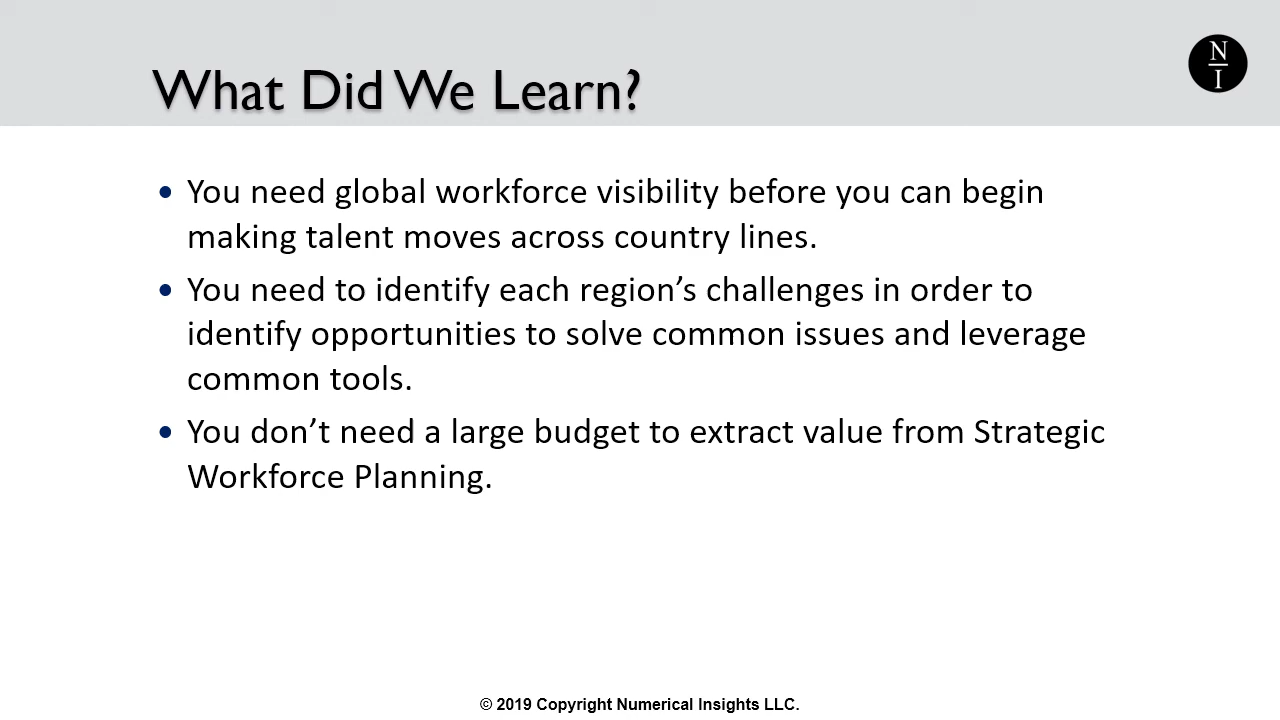 What Did We Learn?
N
I
• You need global workforce visibility before you can begin
making talent moves across country lines.
• You need to identify each region’s challenges in order to
identify opportunities to solve common issues and leverage
common tools.
• You don’t need a large budget to extract value from Strategic
Workforce Planning.
© 2019 Copyright Numerical Insights LLC.